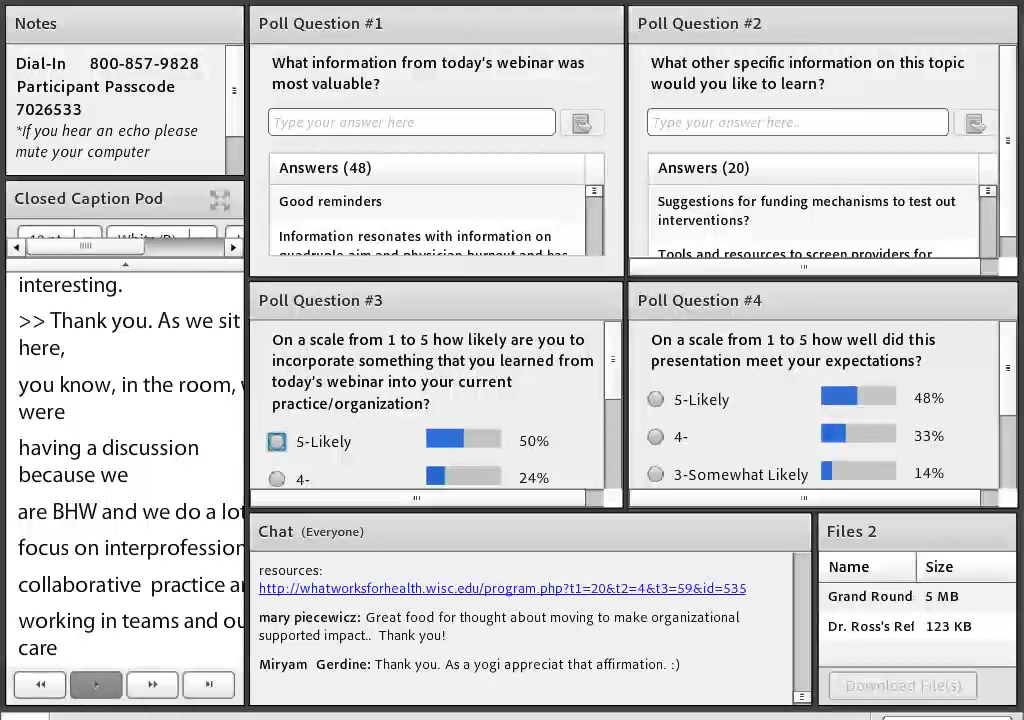 Notes
Dial-In 800-857-9828
Participant Passcode
7026533
*If you hear an echo please
mute your computer
Closed Caption Pod
interesting.
>> Thank you. As we sit
here,
you know, in the room,
were
having a discussion
because we
are BHW and we do a lot
focus on interprofession
collaborative practice
working in teams and
care
Poll Question #1
What information from today's webinar was
most valuable?
Type your answer here.
Answers (48)
Good reminders
Information resonates with information on
quadruple aim and physician burnout and has
Poll Question #2
What other specific information on this topic
would you like to learn?
Type your answer here..
Answers (20)
Suggestions for funding mechanisms to test out
interventions?
Tools and resources to screen providers for
Poll Question #3
On a scale from 1 to 5 how likely are you to
incorporate something that you learned from
today's webinar into your current
practice/organization?
5-Likely 50%
4- 24%
Poll Question #4
On a scale from 1 to 5 how well did this
presentation meet your expectations?
5-Likely 48%
4- 33%
3-Somewhat Likely 14%
Chat (Everyone)
resources:
http://whatworksforhealth.wisc.edu/program.php?t1=20&t2=4&t3=59&id=535
mary piecewicz: Great food for thought about moving to make organizational
supported impact.. Thank you!
Miryam Gerdine: Thank you. As a yogi appreciat that affirmation. :)
Files 2
Name Size
Grand Round 5 MB
Dr. Ross's Ref 123 KB
Download File(s)